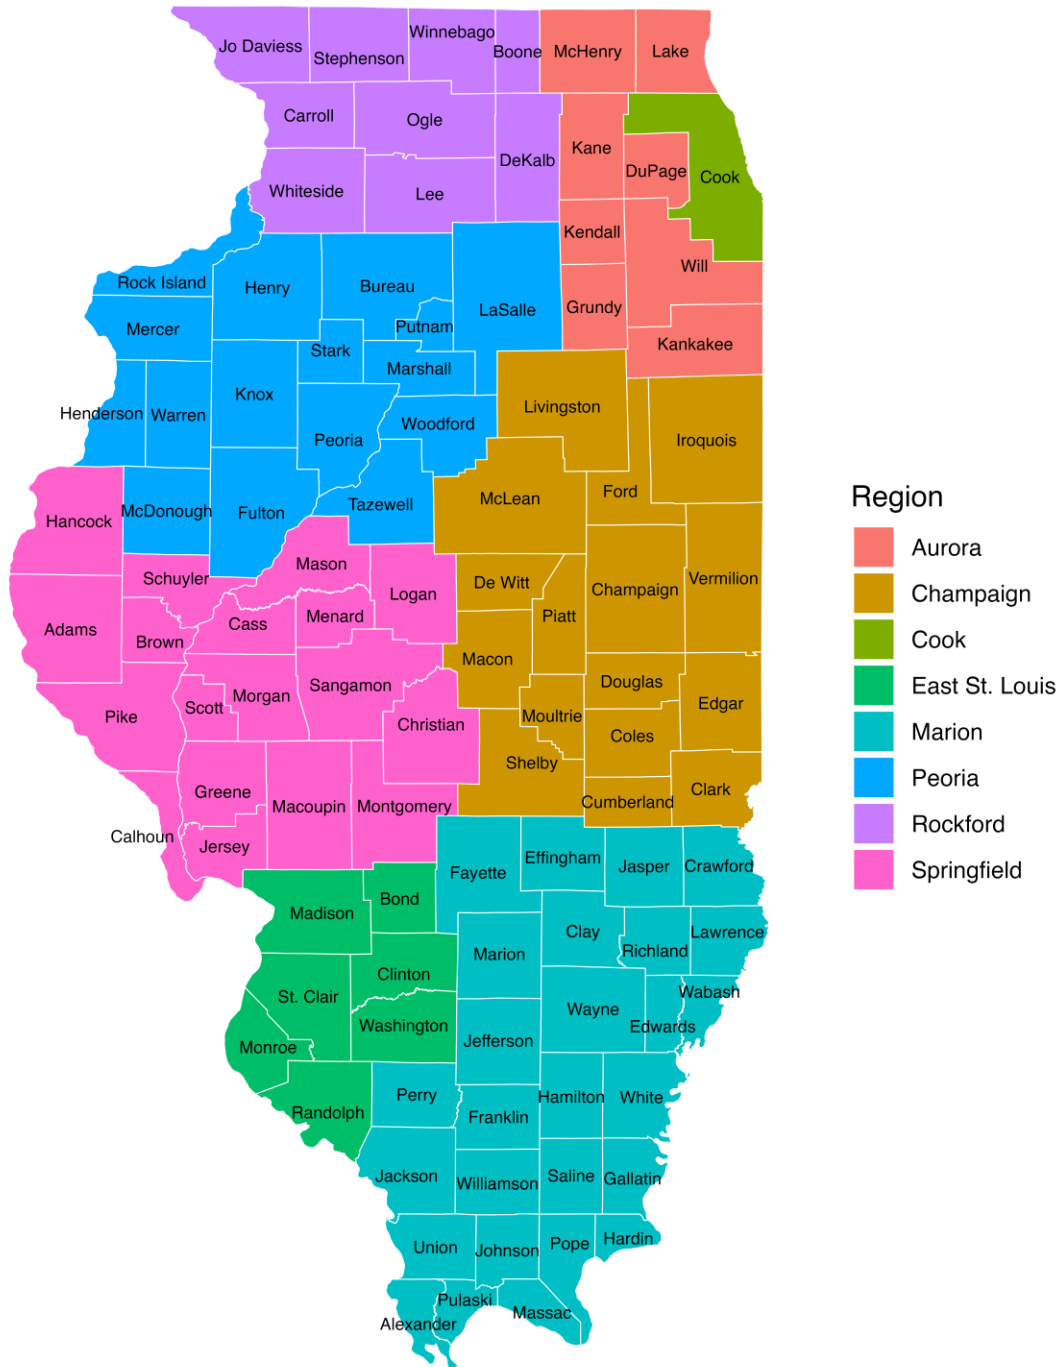 Jo Daviess
Stephenson
Winnebago
Boone
McHenry
Lake
Carroll
Ogle
DeKalb
Kane
DuPage
Cook
Whiteside
Lee
Kendall
Will
Rock Island
Henry
Bureau
LaSalle
Grundy
Mercer
Putnam
Kankakee
Stark
Marshall
Henderson
Warren
Knox
Peoria
Woodford
Livingston
Iroquois
Hancock
McDonough
Fulton
Tazewell
McLean
Ford
Schuyler
Mason
Logan
De Witt
Champaign
Vermilion
Adams
Brown
Cass
Menard
Piatt
Macon
Pike
Scott
Morgan
Sangamon
Christian
Moultrie
Douglas
Edgar
Coles
Shelby
Greene
Macoupin
Montgomery
Cumberland
Clark
Calhoun
Jersey
Fayette
Effingham
Jasper
Crawford
Madison
Bond
Clay
Richland
Lawrence
Marion
Clinton
St. Clair
Wabash
Wayne
Edwards
Washington
Monroe
Jefferson
Randolph
Perry
Franklin
Hamilton
White
Jackson
Williamson
Saline
Gallatin
Union
Johnson
Pope
Hardin
Pulaski
Alexander
Massac
Region
Aurora
Champaign
Cook
East St. Louis
Marion
Peoria
Rockford
Springfield